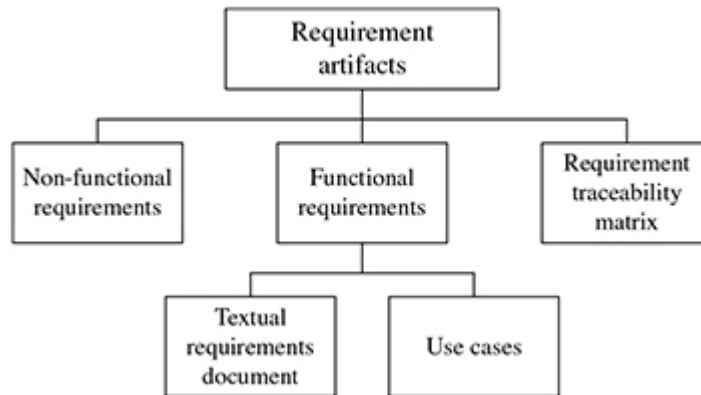 Requirement
artifacts
Non-functional
requirements
Functional
requirements
Requirement
traceability
matrix
Textual
requirements
document
Use cases